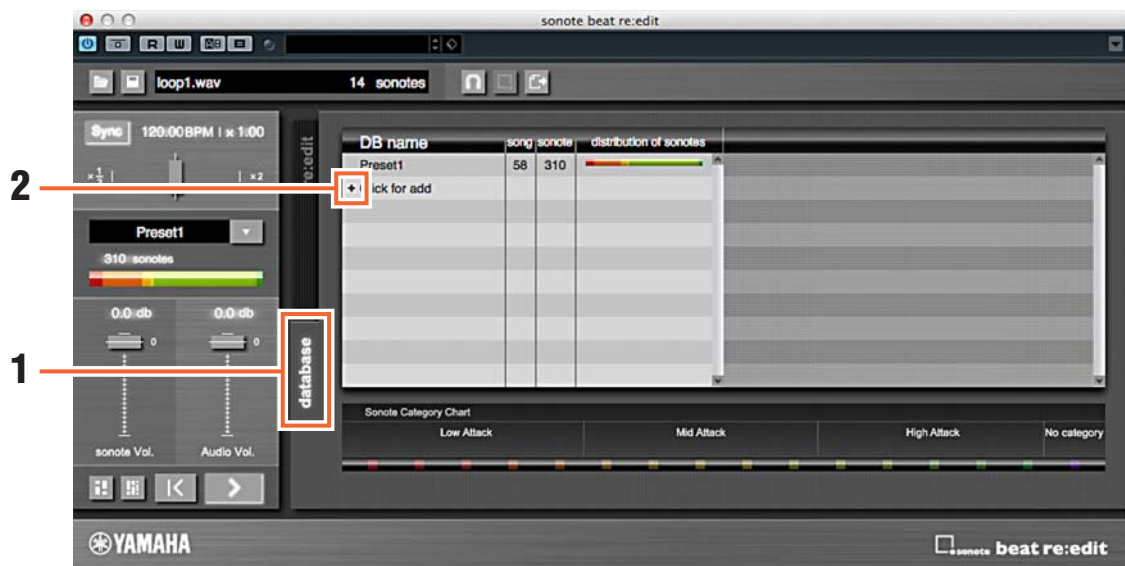 sonote beat re:edit
R W
loop1.wav 14 sonotes
Sync 120.00BPM | x 1.00
x½ | | x2
re:edit
DB name song sonote distribution of sonotes
Preset1 58 310
2
+ ick for add
Preset1
310 sonotes
0.0 db 0.0 db
0 0
1
database
sonote Vol. Audio Vol.
Sonote Category Chart
Low Attack Mid Attack High Attack No category
YAMAHA
sonote beat re:edit